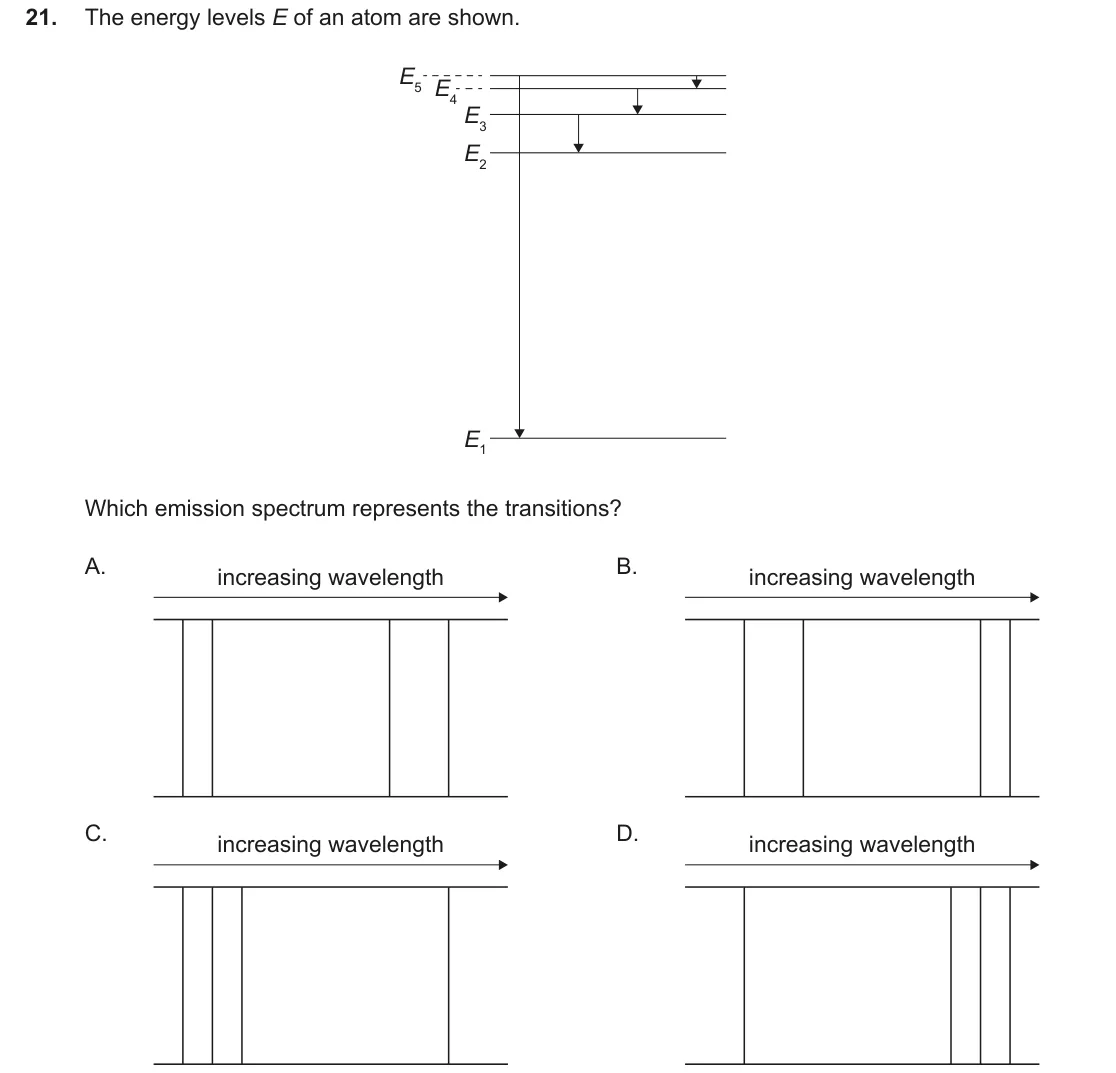 21. The energy levels E of an atom are shown.
E5
E4
E3
E2
E1
Which emission spectrum represents the transitions?
A. increasing wavelength
B. increasing wavelength
C. increasing wavelength
D. increasing wavelength